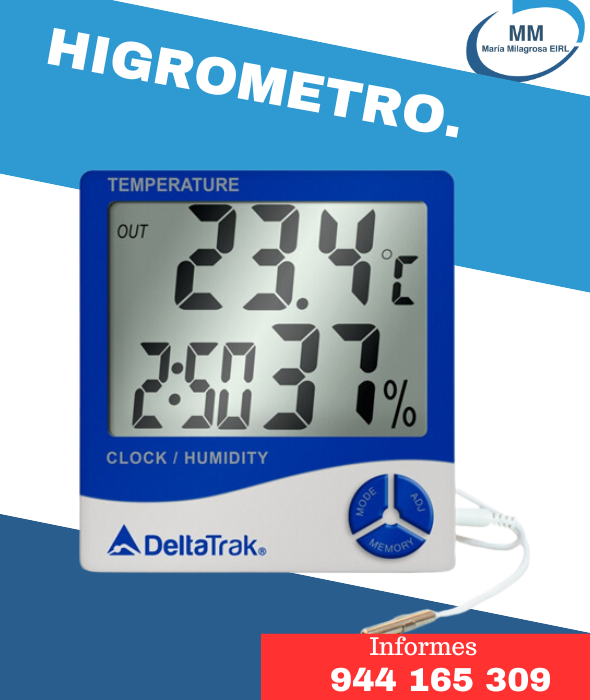 MM
María Milagrosa EIRL
HIGROMETRO.
TEMPERATURE
OUT
23.4°C
2:50 37%
CLOCK / HUMIDITY
MODE
ADJ
MEMORY
DeltaTrak®
Informes
944 165 309